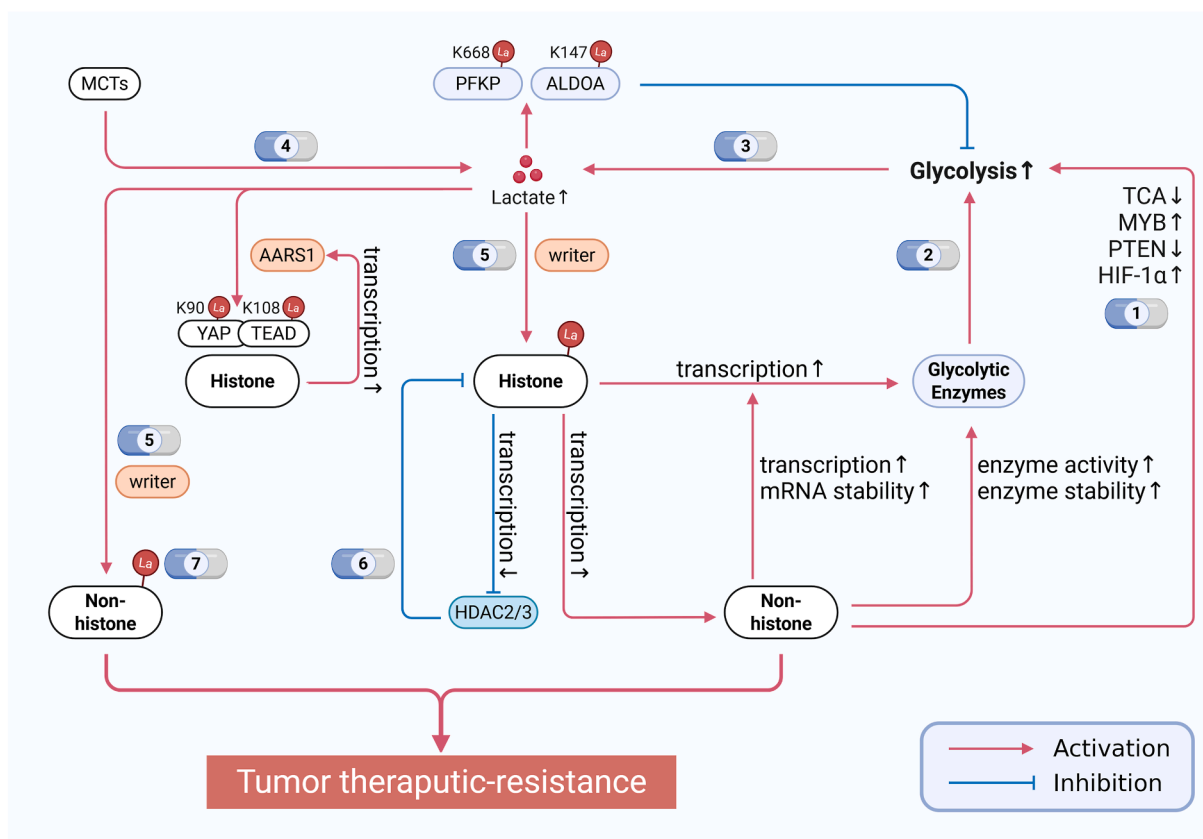 K668 La
K147 La
MCTs
PFKP
ALDOA
4
3
Glycolysis↑
Lactate↑
TCA↓
MYB↑
PTEN↓
HIF-1α↑
1
AARS1
transcription↑
5
writer
2
K90 La
K108 La
YAP
TEAD
Histone
La
Histone
transcription↑
Glycolytic
Enzymes
5
writer
transcription↓
transcription↑
transcription↑
mRNA stability↑
enzyme activity↑
enzyme stability↑
La
7
6
Non-
histone
HDAC2/3
Non-
histone
Tumor theraputic-resistance
Activation
Inhibition